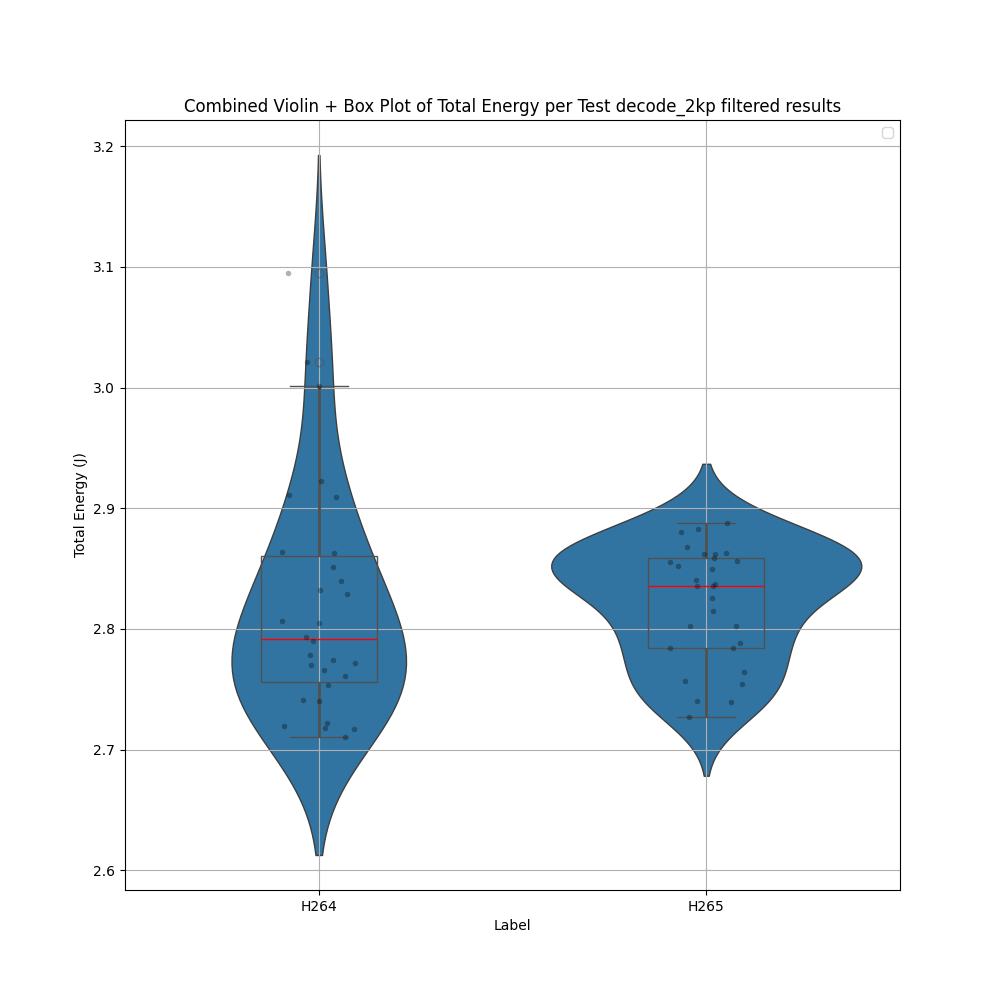 Combined Violin + Box Plot of Total Energy per Test decode_2kp filtered results
3.2
3.1
3.0
2.9
2.8
2.7
2.6
Total Energy (J)
H264 H265
Label